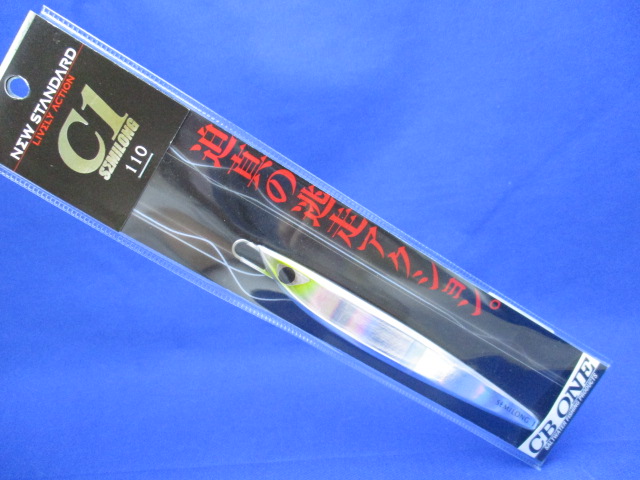 NEW STANDARD
LIVELY ACTION
C1
SEMILONG
110
迫真の逃走アクション。
SEMILONG
CB ONE